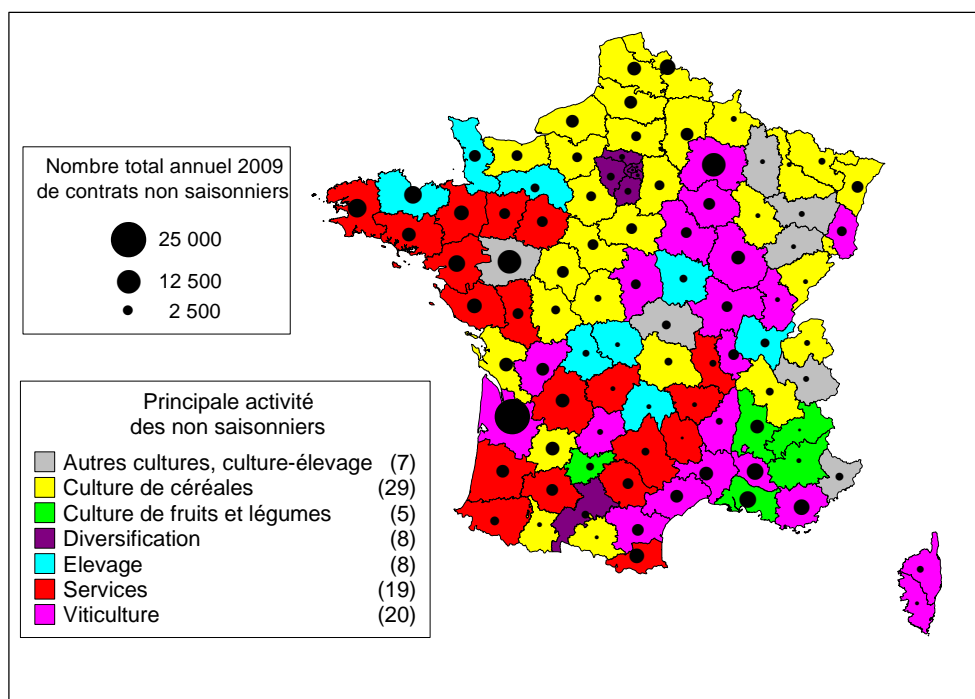 Nombre total annuel 2009
de contrats non saisonniers
25 000
12 500
2 500
Principale activité
des non saisonniers
Autres cultures, culture-élevage (7)
Culture de céréales (29)
Culture de fruits et légumes (5)
Diversification (8)
Elevage (8)
Services (19)
Viticulture (20)